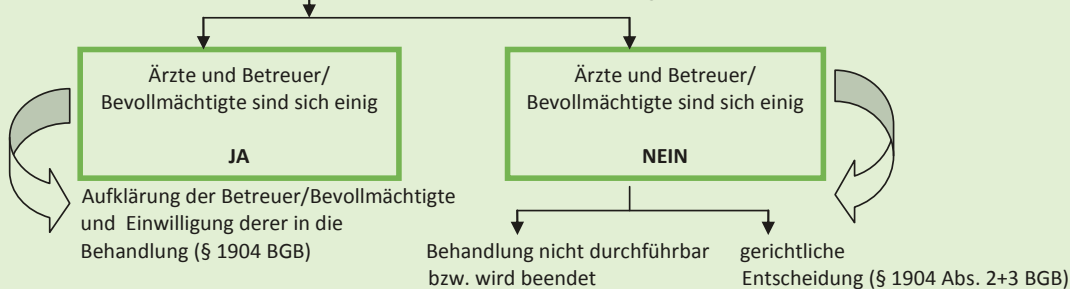 Ärzte und Betreuer/
Bevollmächtigte sind sich einig
JA
Aufklärung der Betreuer/Bevollmächtigte
und Einwilligung derer in die
Behandlung (§ 1904 BGB)
Ärzte und Betreuer/
Bevollmächtigte sind sich einig
NEIN
Behandlung nicht durchführbar
bzw. wird beendet
gerichtliche
Entscheidung (§ 1904 Abs. 2+3 BGB)